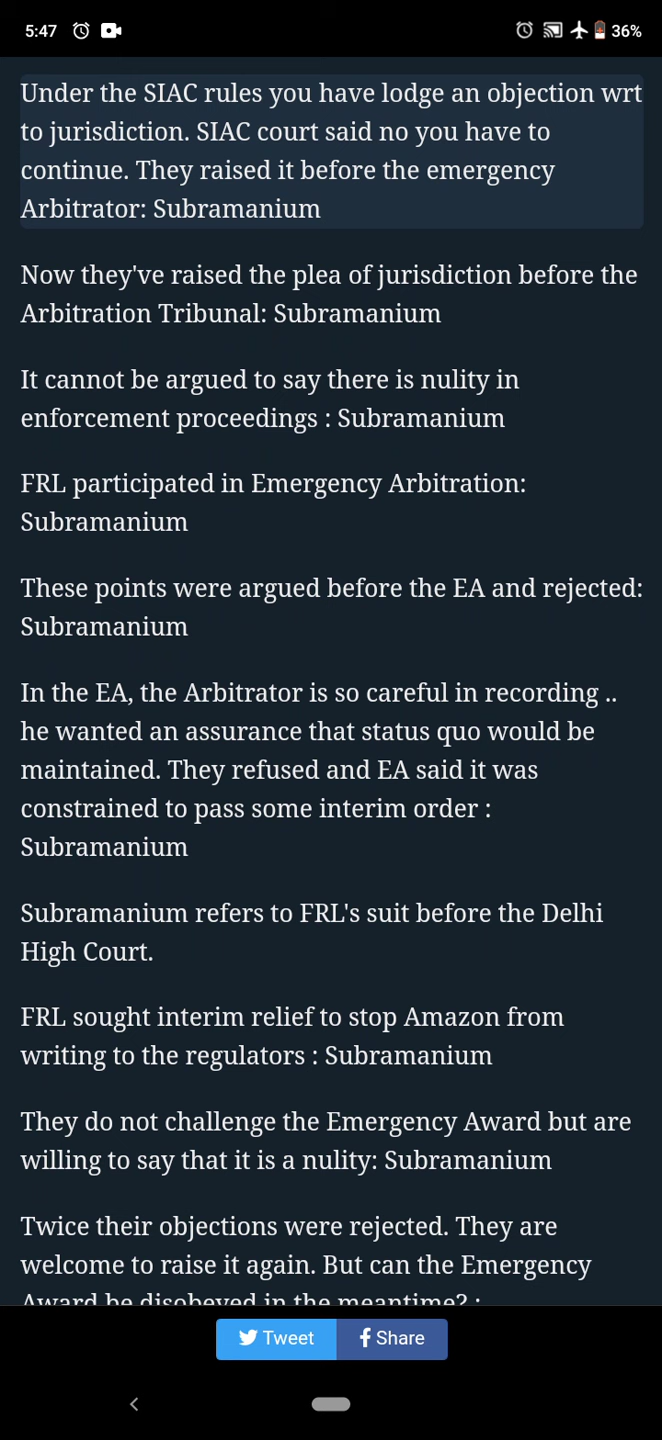 5:47
36%
Under the SIAC rules you have lodge an objection wrt
to jurisdiction. SIAC court said no you have to
continue. They raised it before the emergency
Arbitrator: Subramanium
Now they've raised the plea of jurisdiction before the
Arbitration Tribunal: Subramanium
It cannot be argued to say there is nulity in
enforcement proceedings : Subramanium
FRL participated in Emergency Arbitration:
Subramanium
These points were argued before the EA and rejected:
Subramanium
In the EA, the Arbitrator is so careful in recording ..
he wanted an assurance that status quo would be
maintained. They refused and EA said it was
constrained to pass some interim order :
Subramanium
Subramanium refers to FRL's suit before the Delhi
High Court.
FRL sought interim relief to stop Amazon from
writing to the regulators : Subramanium
They do not challenge the Emergency Award but are
willing to say that it is a nulity: Subramanium
Twice their objections were rejected. They are
welcome to raise it again. But can the Emergency
Award be disobeyed in the meantime? :
Tweet
Share